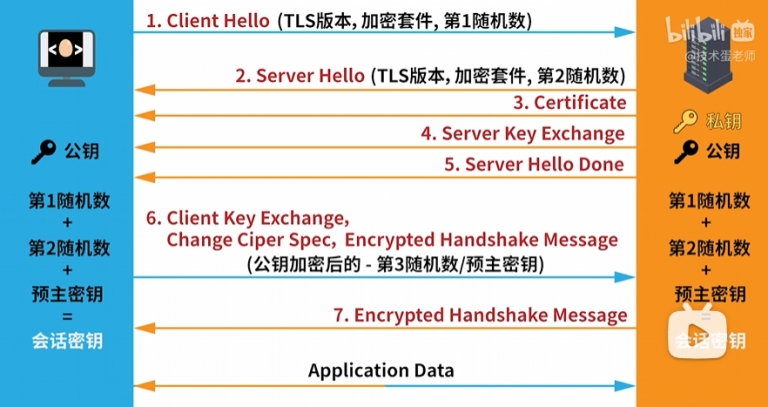 1. Client Hello (TLS版本, 加密套件, 第1随机数)
bilibili 独家
@技术蛋老师
2. Server Hello (TLS版本, 加密套件, 第2随机数)
3. Certificate
私钥
4. Server Key Exchange
公钥
公钥
5. Server Hello Done
第1随机数
+
第2随机数
+
预主密钥
=
会话密钥
6. Client Key Exchange,
Change Ciper Spec, Encrypted Handshake Message
(公钥加密后的 - 第3随机数/预主密钥)
7. Encrypted Handshake Message
Application Data
第1随机数
+
第2随机数
+
预主密钥
会话密钥